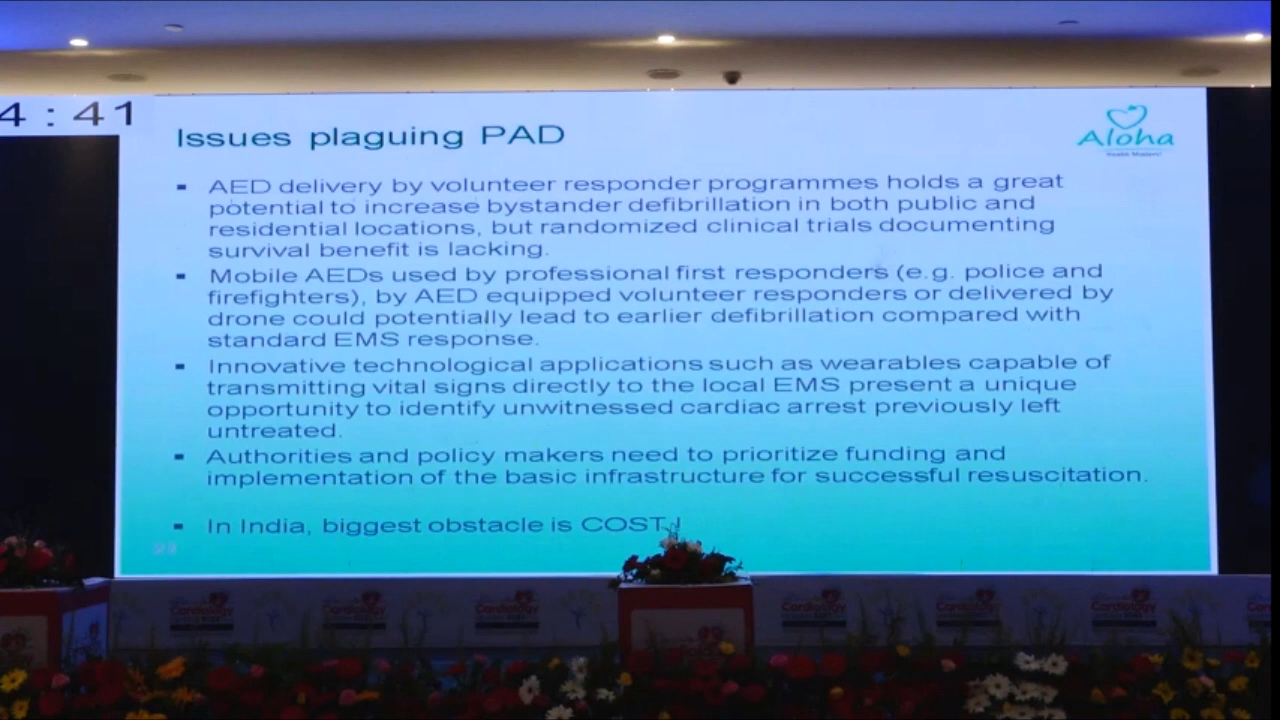 4 : 41
Issues plaguing PAD
Aloha
▪ AED delivery by volunteer responder programmes holds a great
potential to increase bystander defibrillation in both public and
residential locations, but randomized clinical trials documenting
survival benefit is lacking.
▪ Mobile AEDs used by professional first responders (e.g. police and
firefighters), by AED equipped volunteer responders or delivered by
drone could potentially lead to earlier defibrillation compared with
standard EMS response.
▪ Innovative technological applications such as wearables capable of
transmitting vital signs directly to the local EMS present a unique
opportunity to identify unwitnessed cardiac arrest previously left
untreated.
▪ Authorities and policy makers need to prioritize funding and
implementation of the basic infrastructure for successful resuscitation.
▪ In India, biggest obstacle is COST !
Cardiology
Cardiology
Cardiology
Cardiology
Cardiology